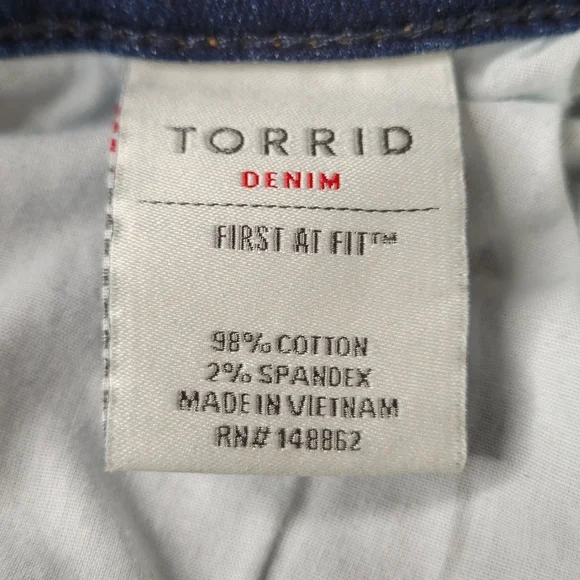 TORRID
DENIM
FIRST AT FIT™
98% COTTON
2% SPANDEX
MADE IN VIETNAM
RN# 148862